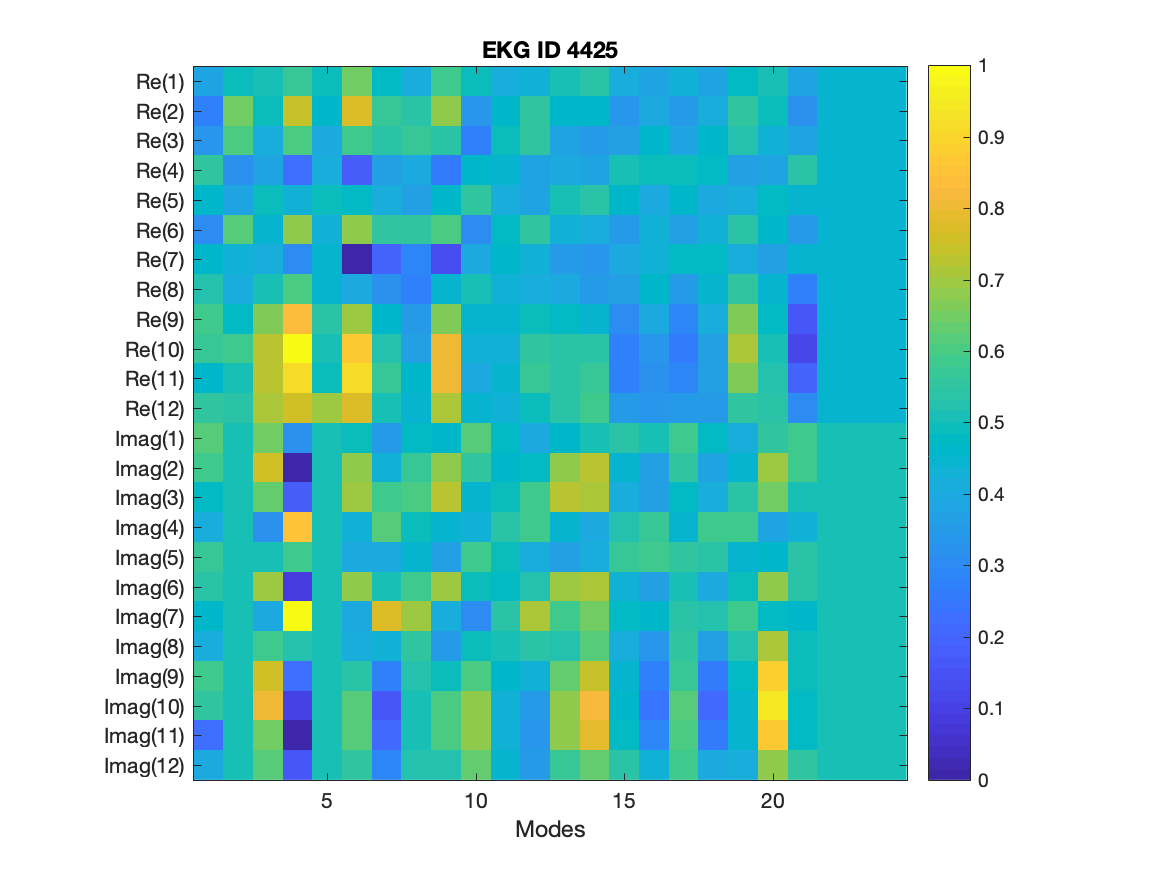 EKG ID 4425
Re(1)
Re(2)
Re(3)
Re(4)
Re(5)
Re(6)
Re(7)
Re(8)
Re(9)
Re(10)
Re(11)
Re(12)
Imag(1)
Imag(2)
Imag(3)
Imag(4)
Imag(5)
Imag(6)
Imag(7)
Imag(8)
Imag(9)
Imag(10)
Imag(11)
Imag(12)
5 10 15 20
Modes
1
0.9
0.8
0.7
0.6
0.5
0.4
0.3
0.2
0.1
0